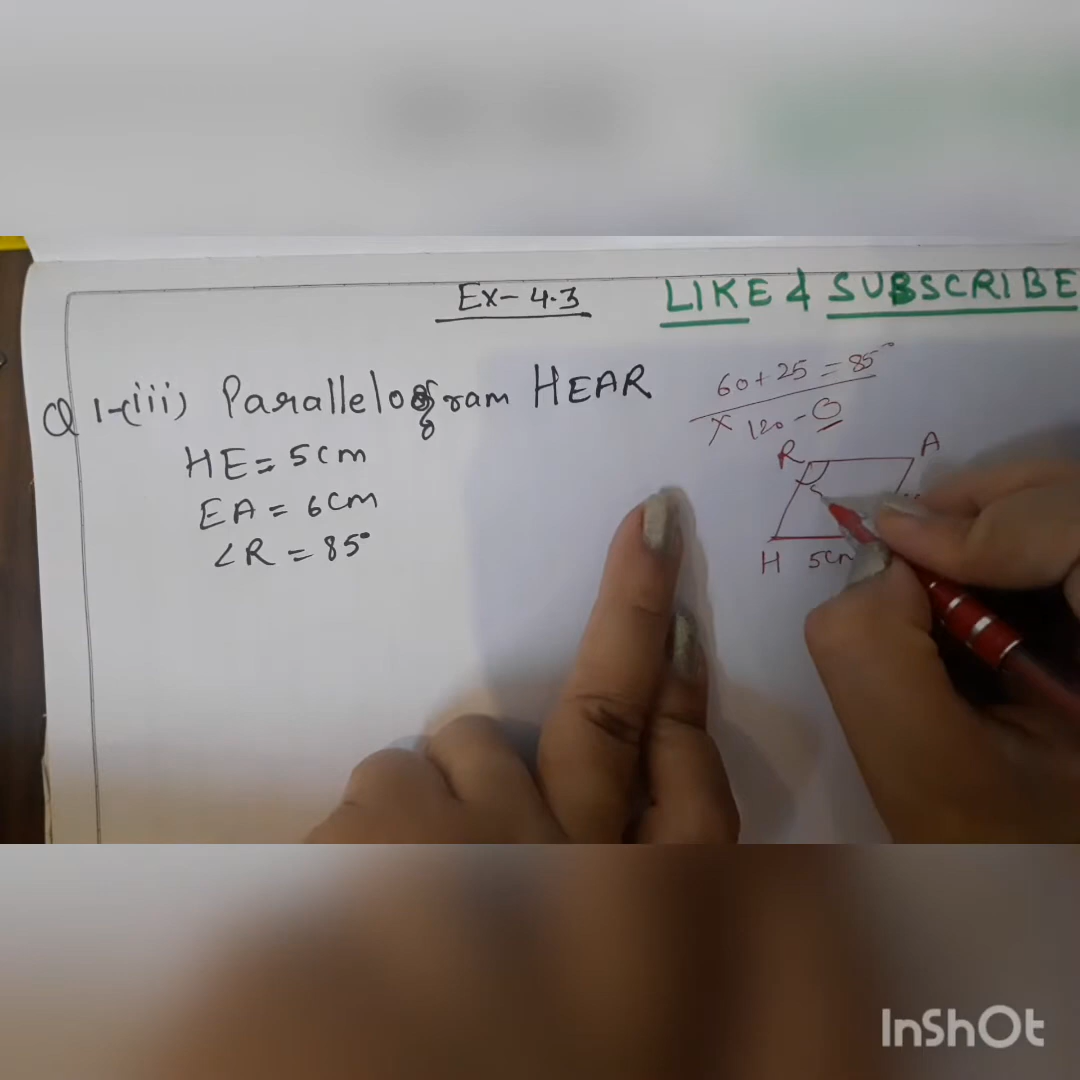 Ex- 4.3 LIKE & SUBSCRIBE
Q 1-(iii) Parallelogram HEAR
HE = 5cm
EA = 6cm
∠R = 85°
60+25 = 85°
x 120 -
R A
H 5cm
InShOt